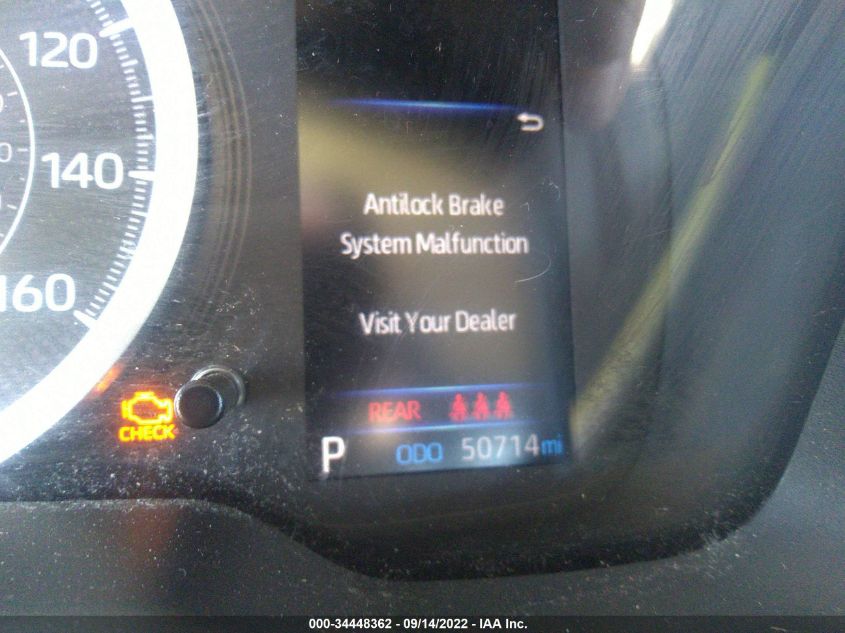 120
140
160
Antilock Brake
System Malfunction
Visit Your Dealer
REAR
CHECK
P ODO 50714 mi
000-34448362 - 09/14/2022 - IAA Inc.